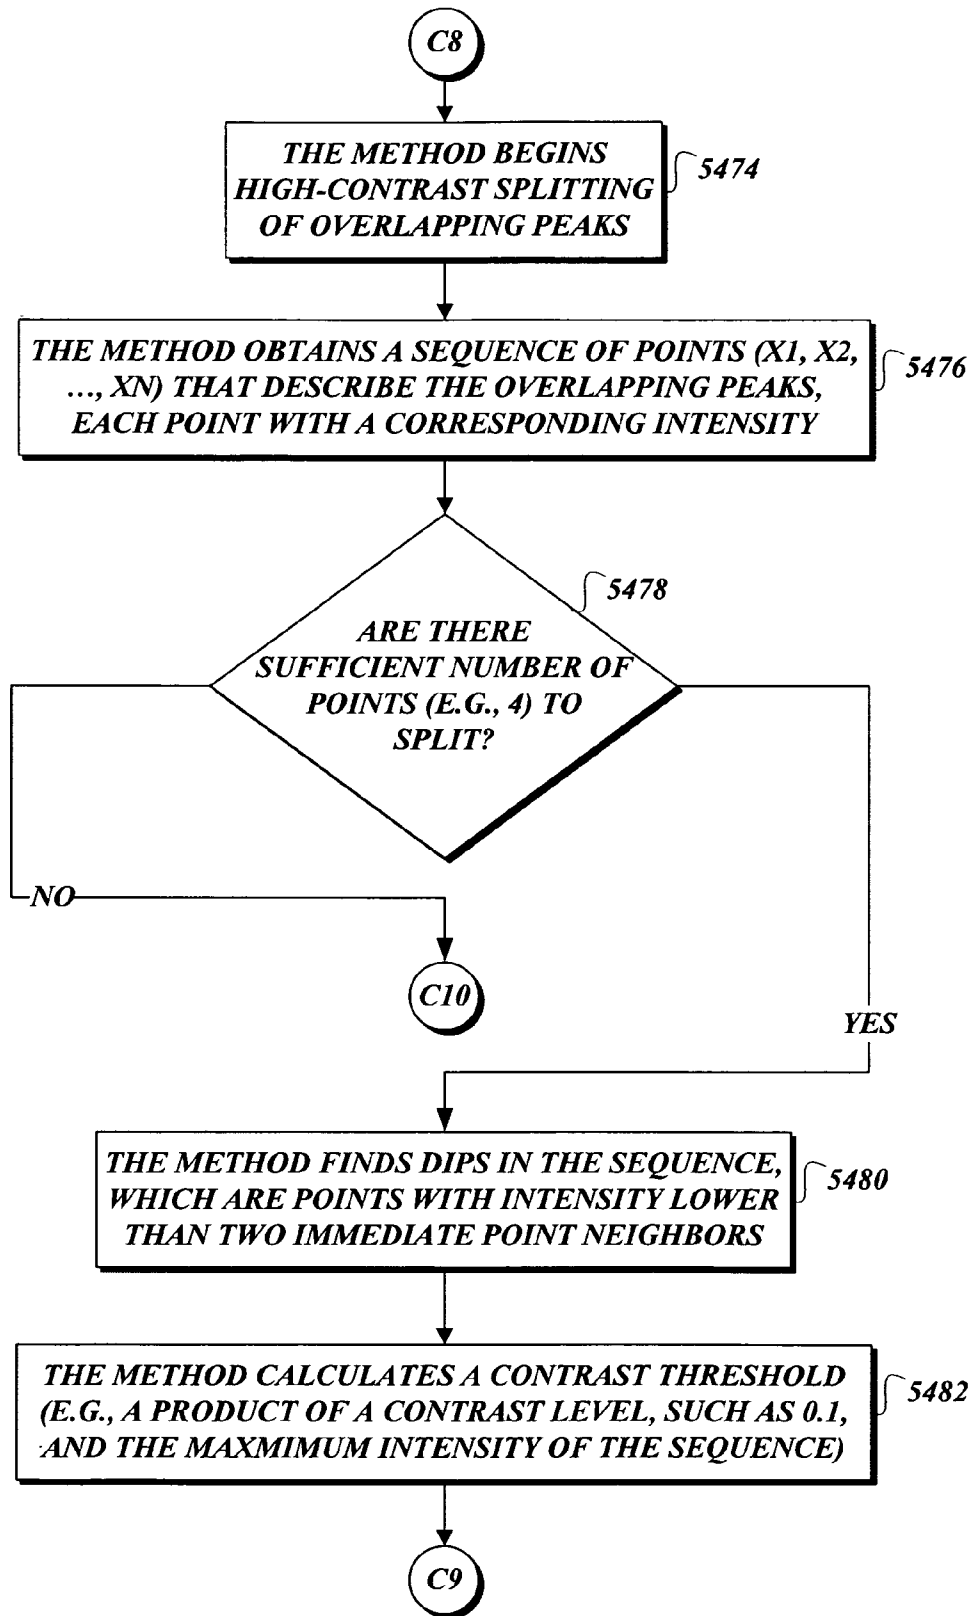 C8
THE METHOD BEGINS
HIGH-CONTRAST SPLITTING
OF OVERLAPPING PEAKS
5474
THE METHOD OBTAINS A SEQUENCE OF POINTS (X1, X2,
..., XN) THAT DESCRIBE THE OVERLAPPING PEAKS,
EACH POINT WITH A CORRESPONDING INTENSITY
5476
ARE THERE
SUFFICIENT NUMBER OF
POINTS (E.G., 4) TO
SPLIT?
5478
NO
C10
YES
THE METHOD FINDS DIPS IN THE SEQUENCE,
WHICH ARE POINTS WITH INTENSITY LOWER
THAN TWO IMMEDIATE POINT NEIGHBORS
5480
THE METHOD CALCULATES A CONTRAST THRESHOLD
(E.G., A PRODUCT OF A CONTRAST LEVEL, SUCH AS 0.1,
AND THE MAXMIMUM INTENSITY OF THE SEQUENCE)
5482
C9